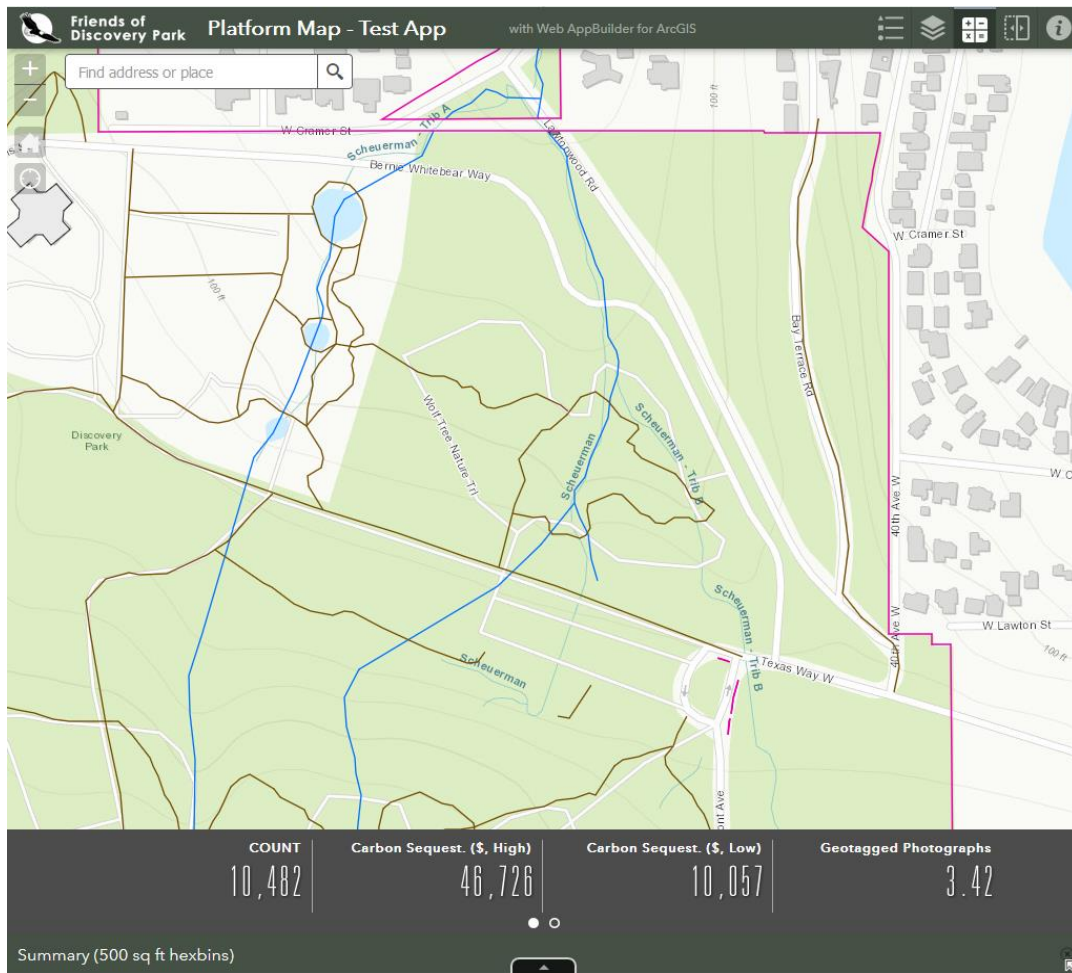 Friends of
Discovery Park
Platform Map - Test App
with Web AppBuilder for ArcGIS
+
Find address or place
−
100 ft
W Cramer St
Scheuerman - Trib A
Lawtonwood Rd
Bernie Whitebear Way
W Cramer St
100 ft
Bay Terrace Rd
Wolf Tree Nature Trl
Scheuerman - Trib B
Scheuerman
Discovery
Park
W C
40th Ave W
Scheuerman - Trib B
W Lawton St
40th Ave W
100 ft
Scheuerman
Texas Way W
ont Ave
COUNT
10,482
Carbon Sequest. ($, High)
46,726
Carbon Sequest. ($, Low)
10,057
Geotagged Photographs
3.42
Summary (500 sq ft hexbins)